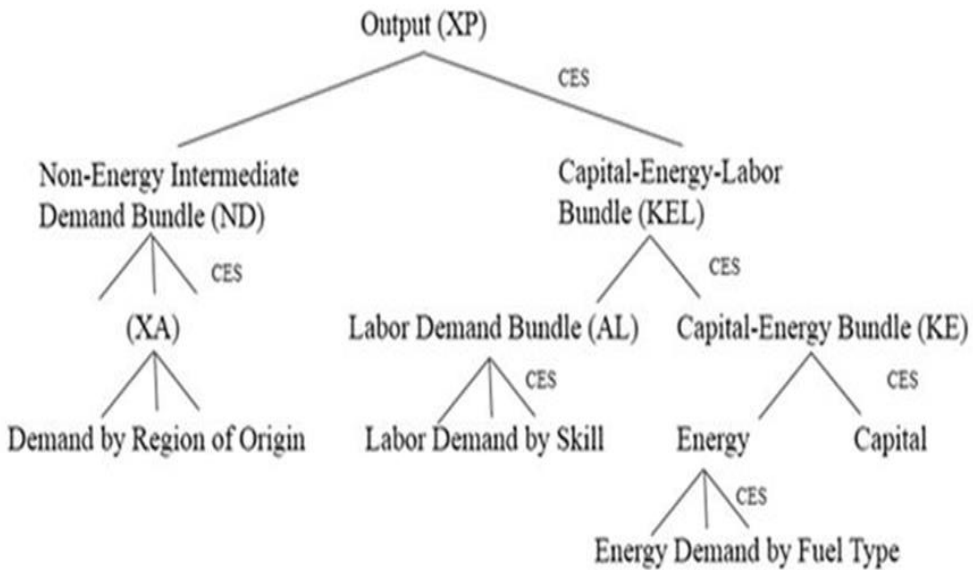 Output (XP)
CES
Non-Energy Intermediate
Demand Bundle (ND)
Capital-Energy-Labor
Bundle (KEL)
CES
CES
(XA)
Labor Demand Bundle (AL)
Capital-Energy Bundle (KE)
CES
CES
Demand by Region of Origin
Labor Demand by Skill
Energy
Capital
CES
Energy Demand by Fuel Type